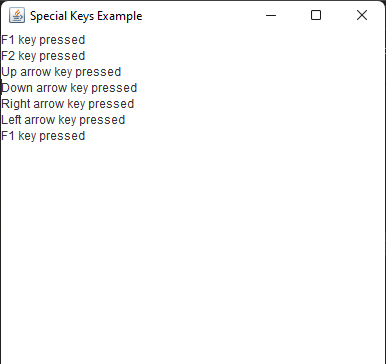 Special Keys Example
F1 key pressed
F2 key pressed
Up arrow key pressed
Down arrow key pressed
Right arrow key pressed
Left arrow key pressed
F1 key pressed